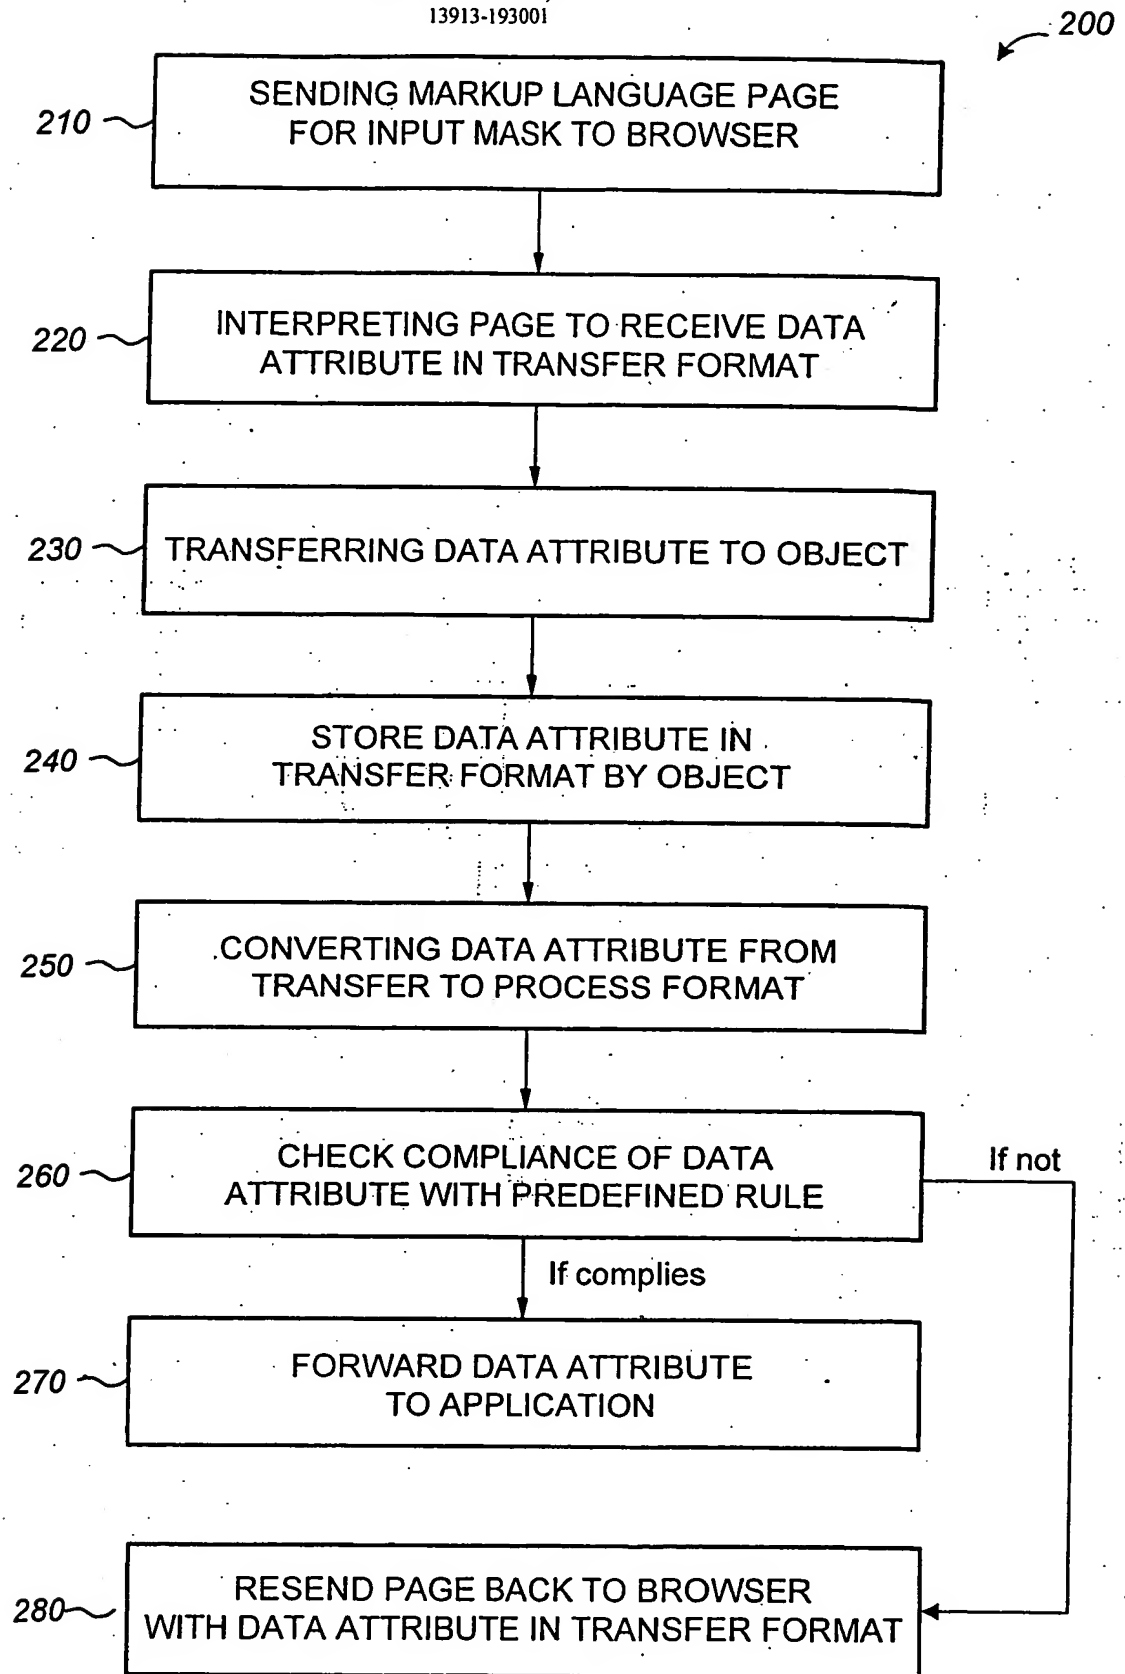 13913-193001
200
210
SENDING MARKUP LANGUAGE PAGE
FOR INPUT MASK TO BROWSER
220
INTERPRETING PAGE TO RECEIVE DATA
ATTRIBUTE IN TRANSFER FORMAT
230
TRANSFERRING DATA ATTRIBUTE TO OBJECT
240
STORE DATA ATTRIBUTE IN
TRANSFER FORMAT BY OBJECT
250
CONVERTING DATA ATTRIBUTE FROM
TRANSFER TO PROCESS FORMAT
260
CHECK COMPLIANCE OF DATA
ATTRIBUTE WITH PREDEFINED RULE
If not
If complies
270
FORWARD DATA ATTRIBUTE
TO APPLICATION
280
RESEND PAGE BACK TO BROWSER
WITH DATA ATTRIBUTE IN TRANSFER FORMAT